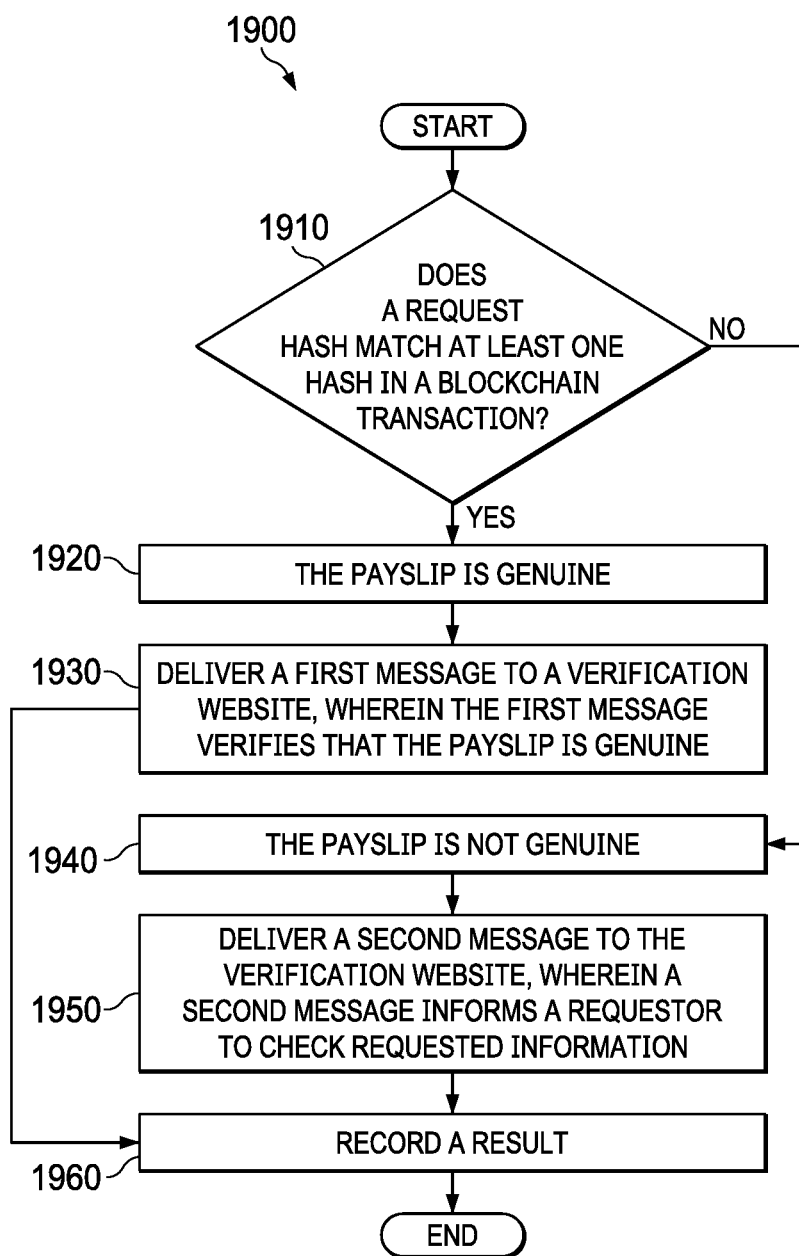 1900
START
1910
DOES
A REQUEST
HASH MATCH AT LEAST ONE
HASH IN A BLOCKCHAIN
TRANSACTION?
NO
YES
1920
THE PAYSLIP IS GENUINE
1930
DELIVER A FIRST MESSAGE TO A VERIFICATION
WEBSITE, WHEREIN THE FIRST MESSAGE
VERIFIES THAT THE PAYSLIP IS GENUINE
1940
THE PAYSLIP IS NOT GENUINE
1950
DELIVER A SECOND MESSAGE TO THE
VERIFICATION WEBSITE, WHEREIN A
SECOND MESSAGE INFORMS A REQUESTOR
TO CHECK REQUESTED INFORMATION
1960
RECORD A RESULT
END